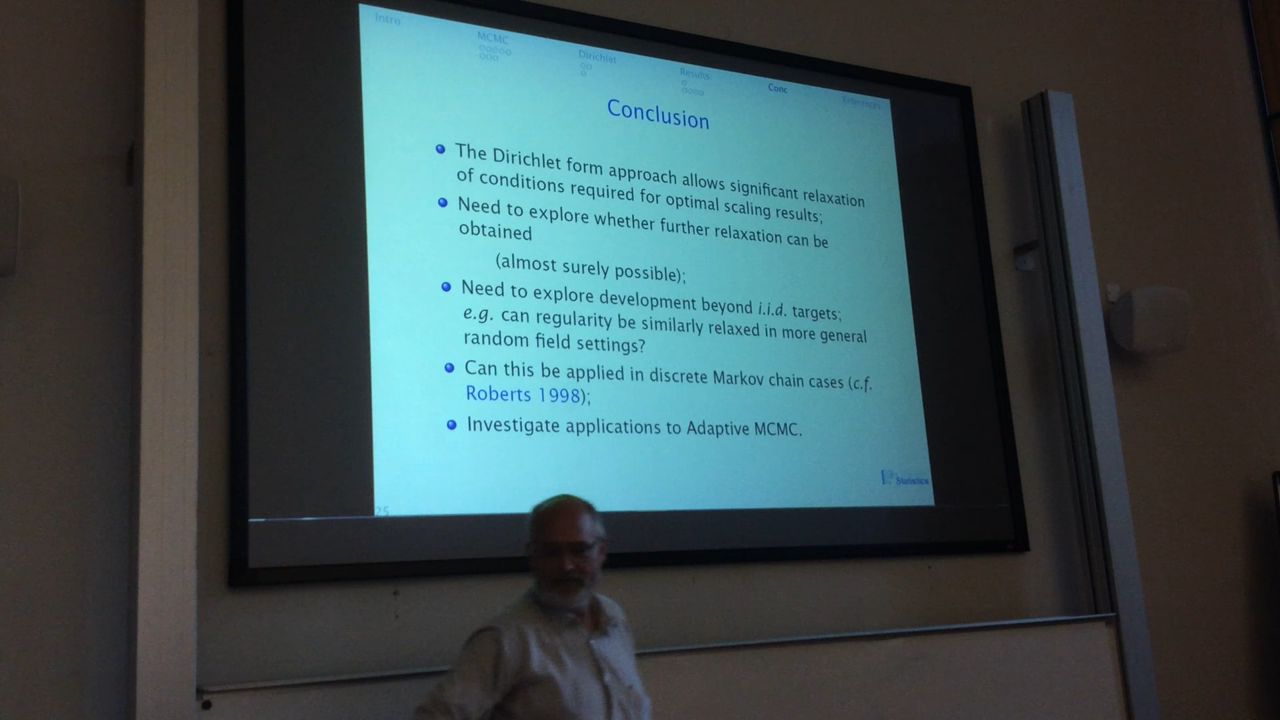 Intro
MCMC
Dirichlet
Results
Conc
References
Conclusion
The Dirichlet form approach allows significant relaxation
of conditions required for optimal scaling results;
Need to explore whether further relaxation can be
obtained
(almost surely possible);
Need to explore development beyond i.i.d. targets;
e.g. can regularity be similarly relaxed in more general
random field settings?
Can this be applied in discrete Markov chain cases (c.f.
Roberts 1998);
Investigate applications to Adaptive MCMC.
Statistics
25